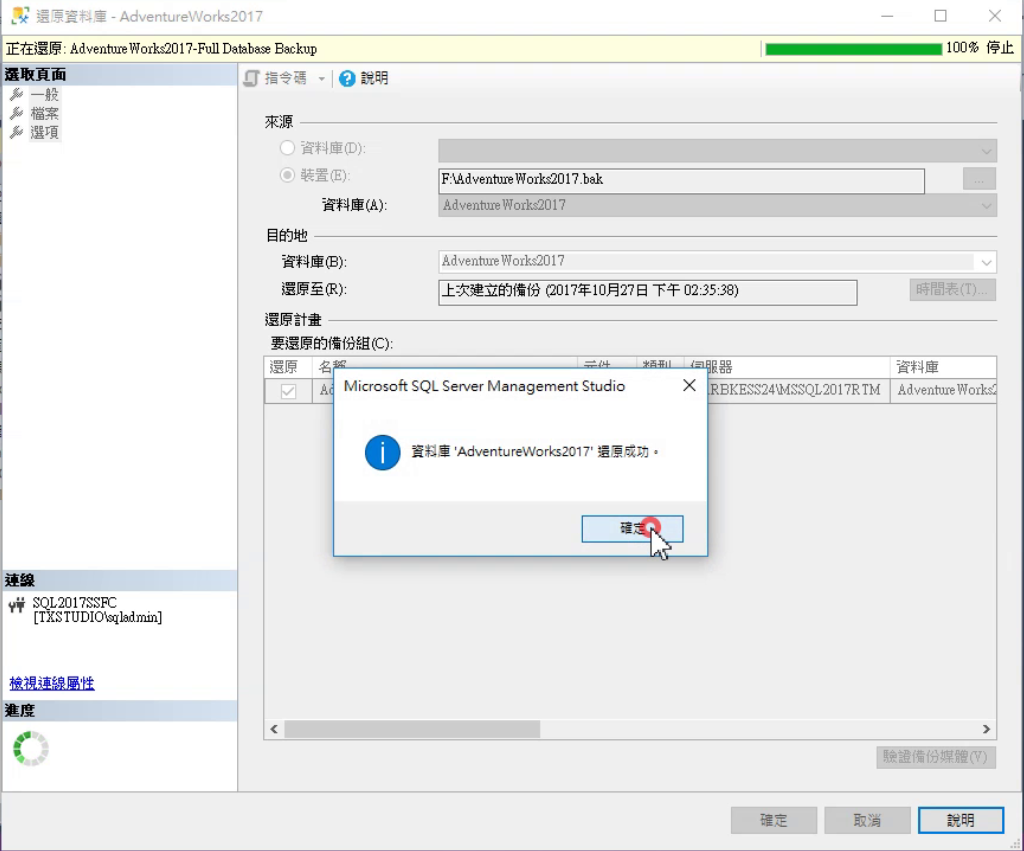 還原資料庫 - AdventureWorks2017
正在還原: AdventureWorks2017-Full Database Backup
100% 停止
選取頁面
一般
檔案
選項
指令碼
說明
來源
資料庫(D):
裝置(E):
F:\AdventureWorks2017.bak
...
資料庫(A):
AdventureWorks2017
目的地
資料庫(B):
AdventureWorks2017
還原至(R):
上次建立的備份 (2017年10月27日 下午 02:35:38)
時間表(T)...
還原計畫
要還原的備份組(C):
還原 名稱 元件 類型 伺服器 資料庫
RBKESS24\MSSQL2017RTM AdventureWorks2
Microsoft SQL Server Management Studio
資料庫 'AdventureWorks2017' 還原成功。
確定
連線
SQL2017SSFC
[TXSTUDIO\sqladmin]
檢視連線屬性
進度
驗證備份媒體(V)
確定
取消
說明